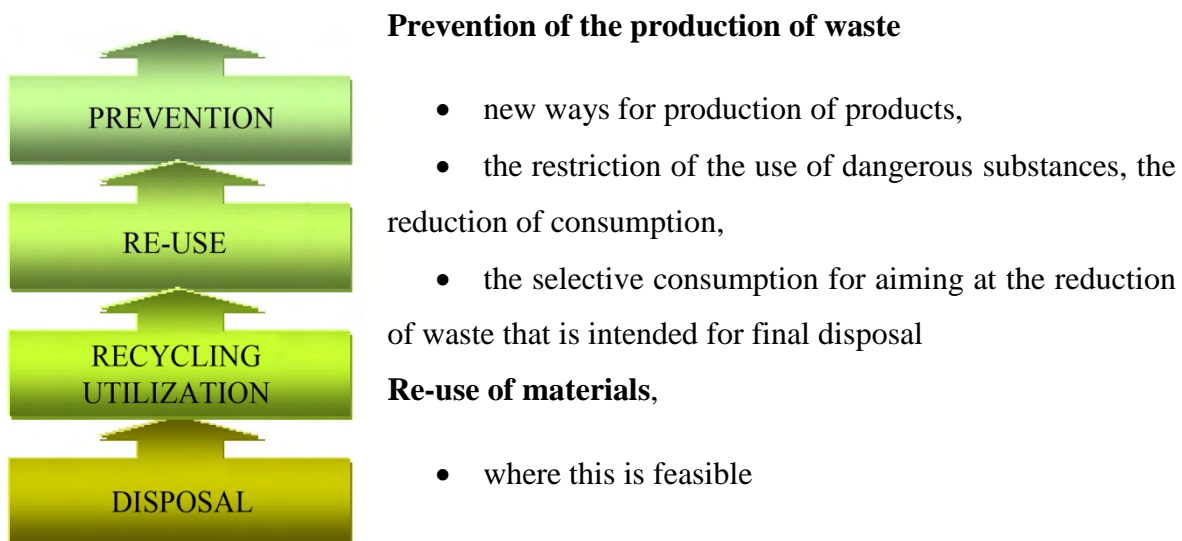 PREVENTION
RE-USE
RECYCLING
UTILIZATION
DISPOSAL
Prevention of the production of waste
• new ways for production of products,
• the restriction of the use of dangerous substances, the
reduction of consumption,
• the selective consumption for aiming at the reduction
of waste that is intended for final disposal
Re-use of materials,
• where this is feasible